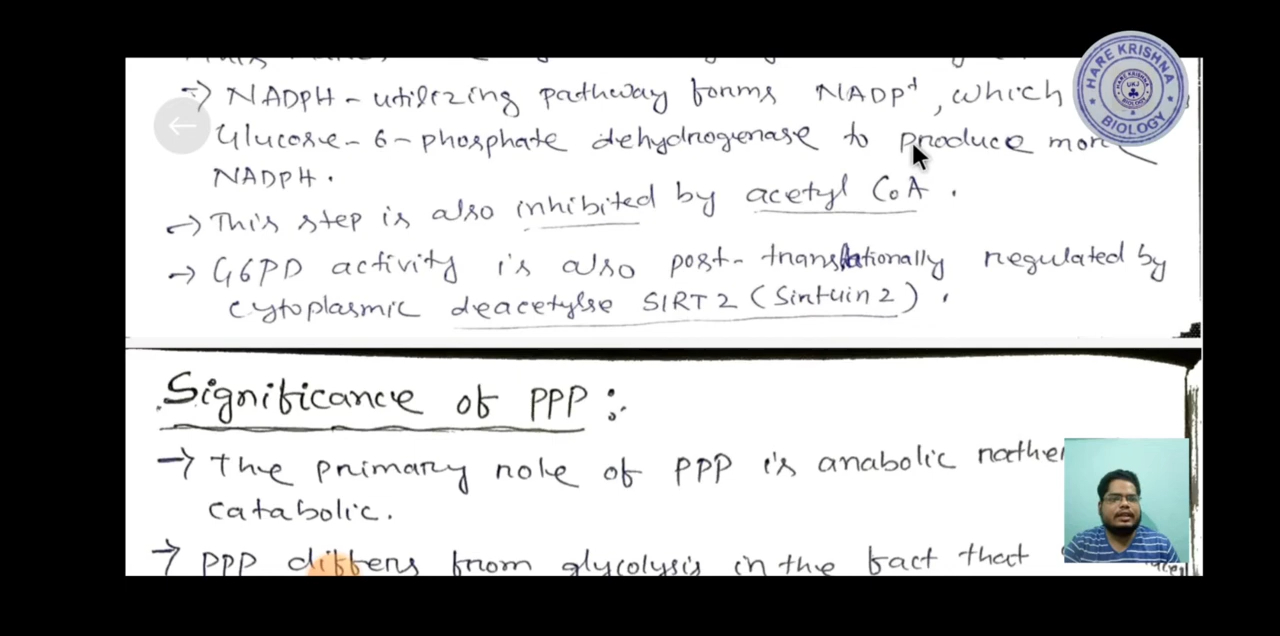 → NADPH - utilizing pathway forms NADP+, which
Glucose - 6 - phosphate dehydrogenase to produce more
NADPH.
→ This step is also inhibited by acetyl CoA.
→ G6PD activity is also post-translationally regulated by
cytoplasmic deacetylse SIRT2 (Sirtuin 2).
Significance of PPP:
→ The primary role of PPP is anabolic rather
catabolic.
→ PPP differs from glycolysis in the fact that
HARE KRISHNA
BIOLOGY